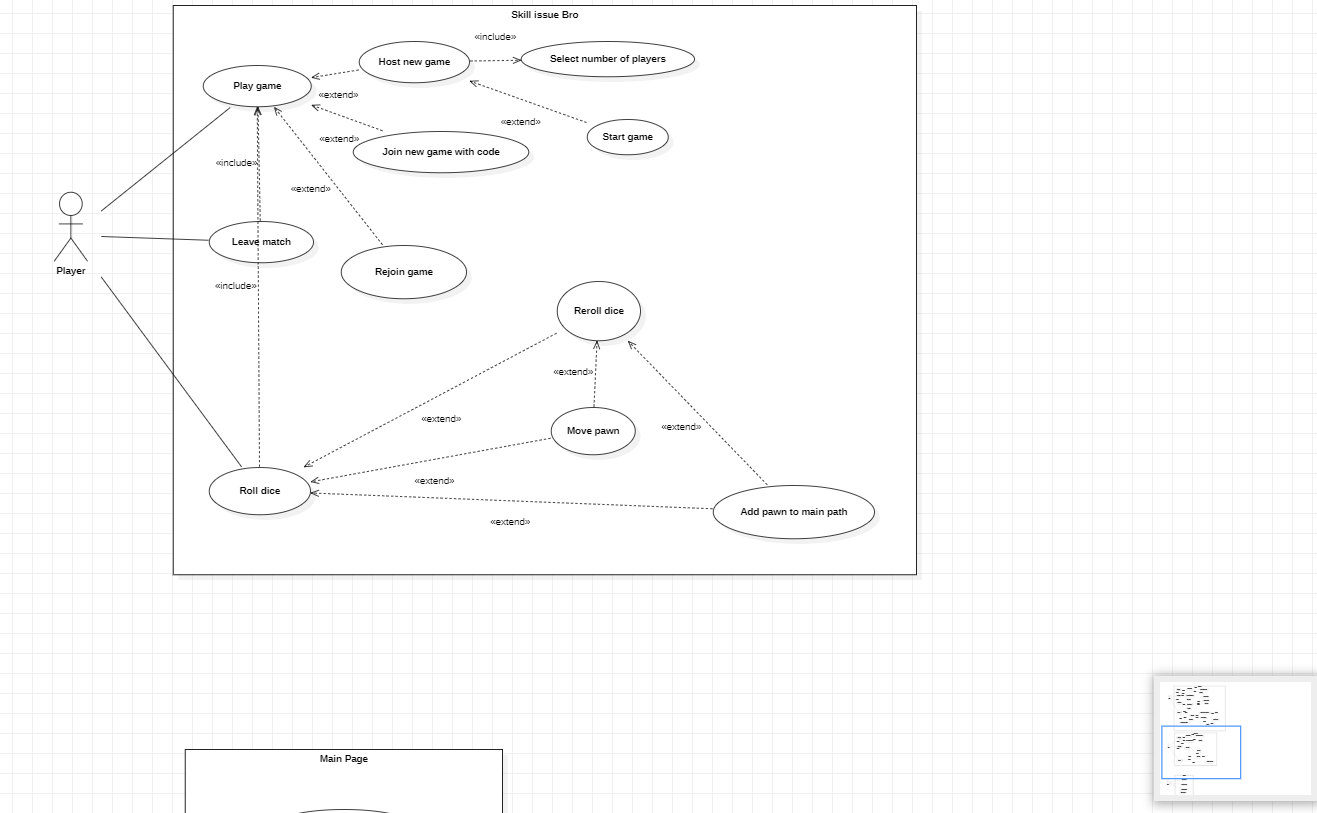 Skill issue Bro
«include»
Host new game
Select number of players
Play game
«extend»
«extend»
Start game
«extend»
Join new game with code
«include»
«extend»
Leave match
Player
Rejoin game
«include»
Reroll dice
«extend»
«extend»
«extend»
Move pawn
«extend»
Roll dice
Add pawn to main path
«extend»
Main Page